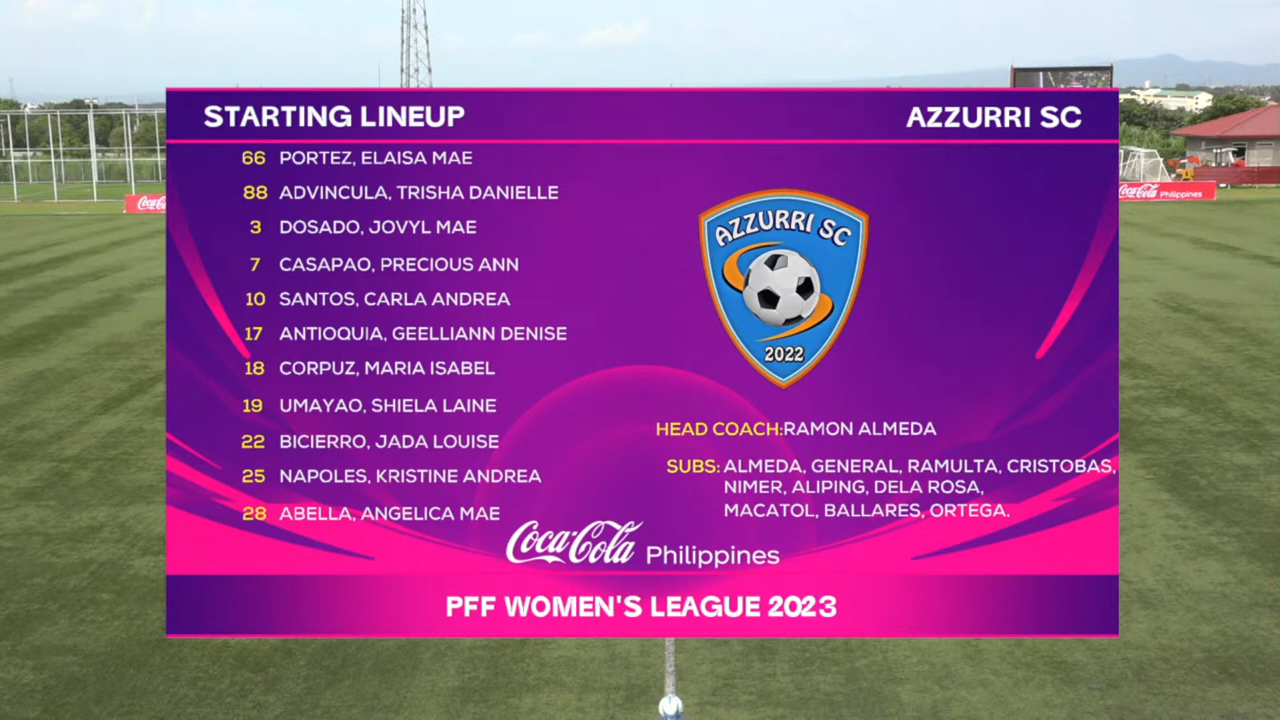 STARTING LINEUP
AZZURRI SC
66 PORTEZ, ELAISA MAE
88 ADVINCULA, TRISHA DANIELLE
3 DOSADO, JOVYL MAE
7 CASAPAO, PRECIOUS ANN
10 SANTOS, CARLA ANDREA
17 ANTIOQUIA, GEELLIANN DENISE
18 CORPUZ, MARIA ISABEL
19 UMAYAO, SHIELA LAINE
22 BICIERRO, JADA LOUISE
25 NAPOLES, KRISTINE ANDREA
28 ABELLA, ANGELICA MAE
AZZURRI SC
2022
HEAD COACH:RAMON ALMEDA
SUBS: ALMEDA, GENERAL, RAMULTA, CRISTOBAS,
NIMER, ALIPING, DELA ROSA,
MACATOL, BALLARES, ORTEGA.
Coca-Cola Philippines
PFF WOMEN'S LEAGUE 2023
Coca-Cola Philippines